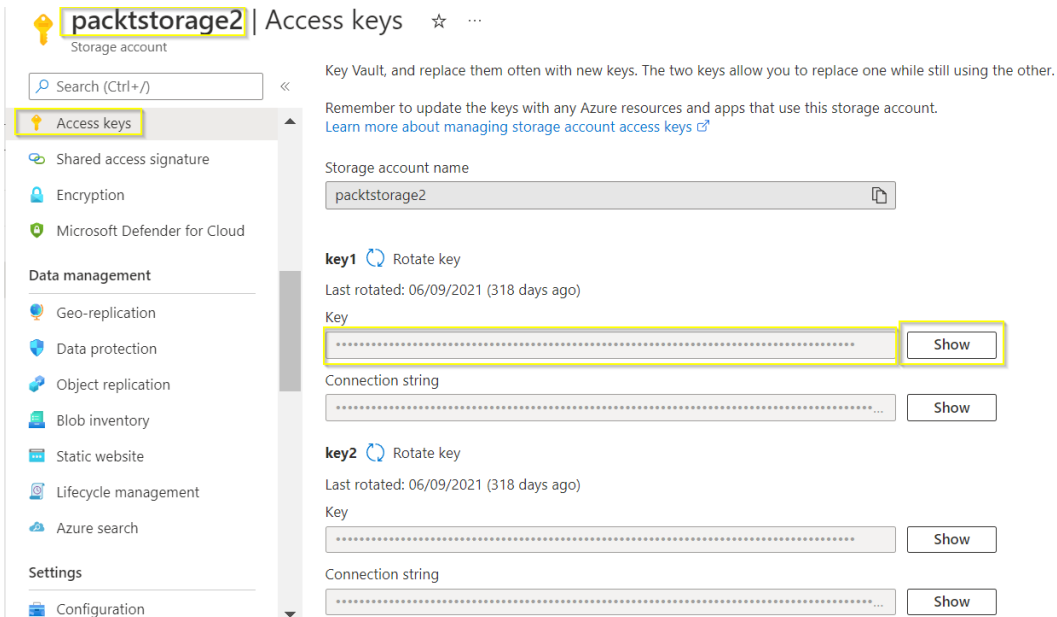 packtstorage2 | Access keys
Storage account
Search (Ctrl+/)
Access keys
Shared access signature
Encryption
Microsoft Defender for Cloud
Data management
Geo-replication
Data protection
Object replication
Blob inventory
Static website
Lifecycle management
Azure search
Settings
Configuration
Key Vault, and replace them often with new keys. The two keys allow you to replace one while still using the other.
Remember to update the keys with any Azure resources and apps that use this storage account.
Learn more about managing storage account access keys
Storage account name
packtstorage2
key1 Rotate key
Last rotated: 06/09/2021 (318 days ago)
Key
Show
Connection string
Show
key2 Rotate key
Last rotated: 06/09/2021 (318 days ago)
Key
Show
Connection string
Show